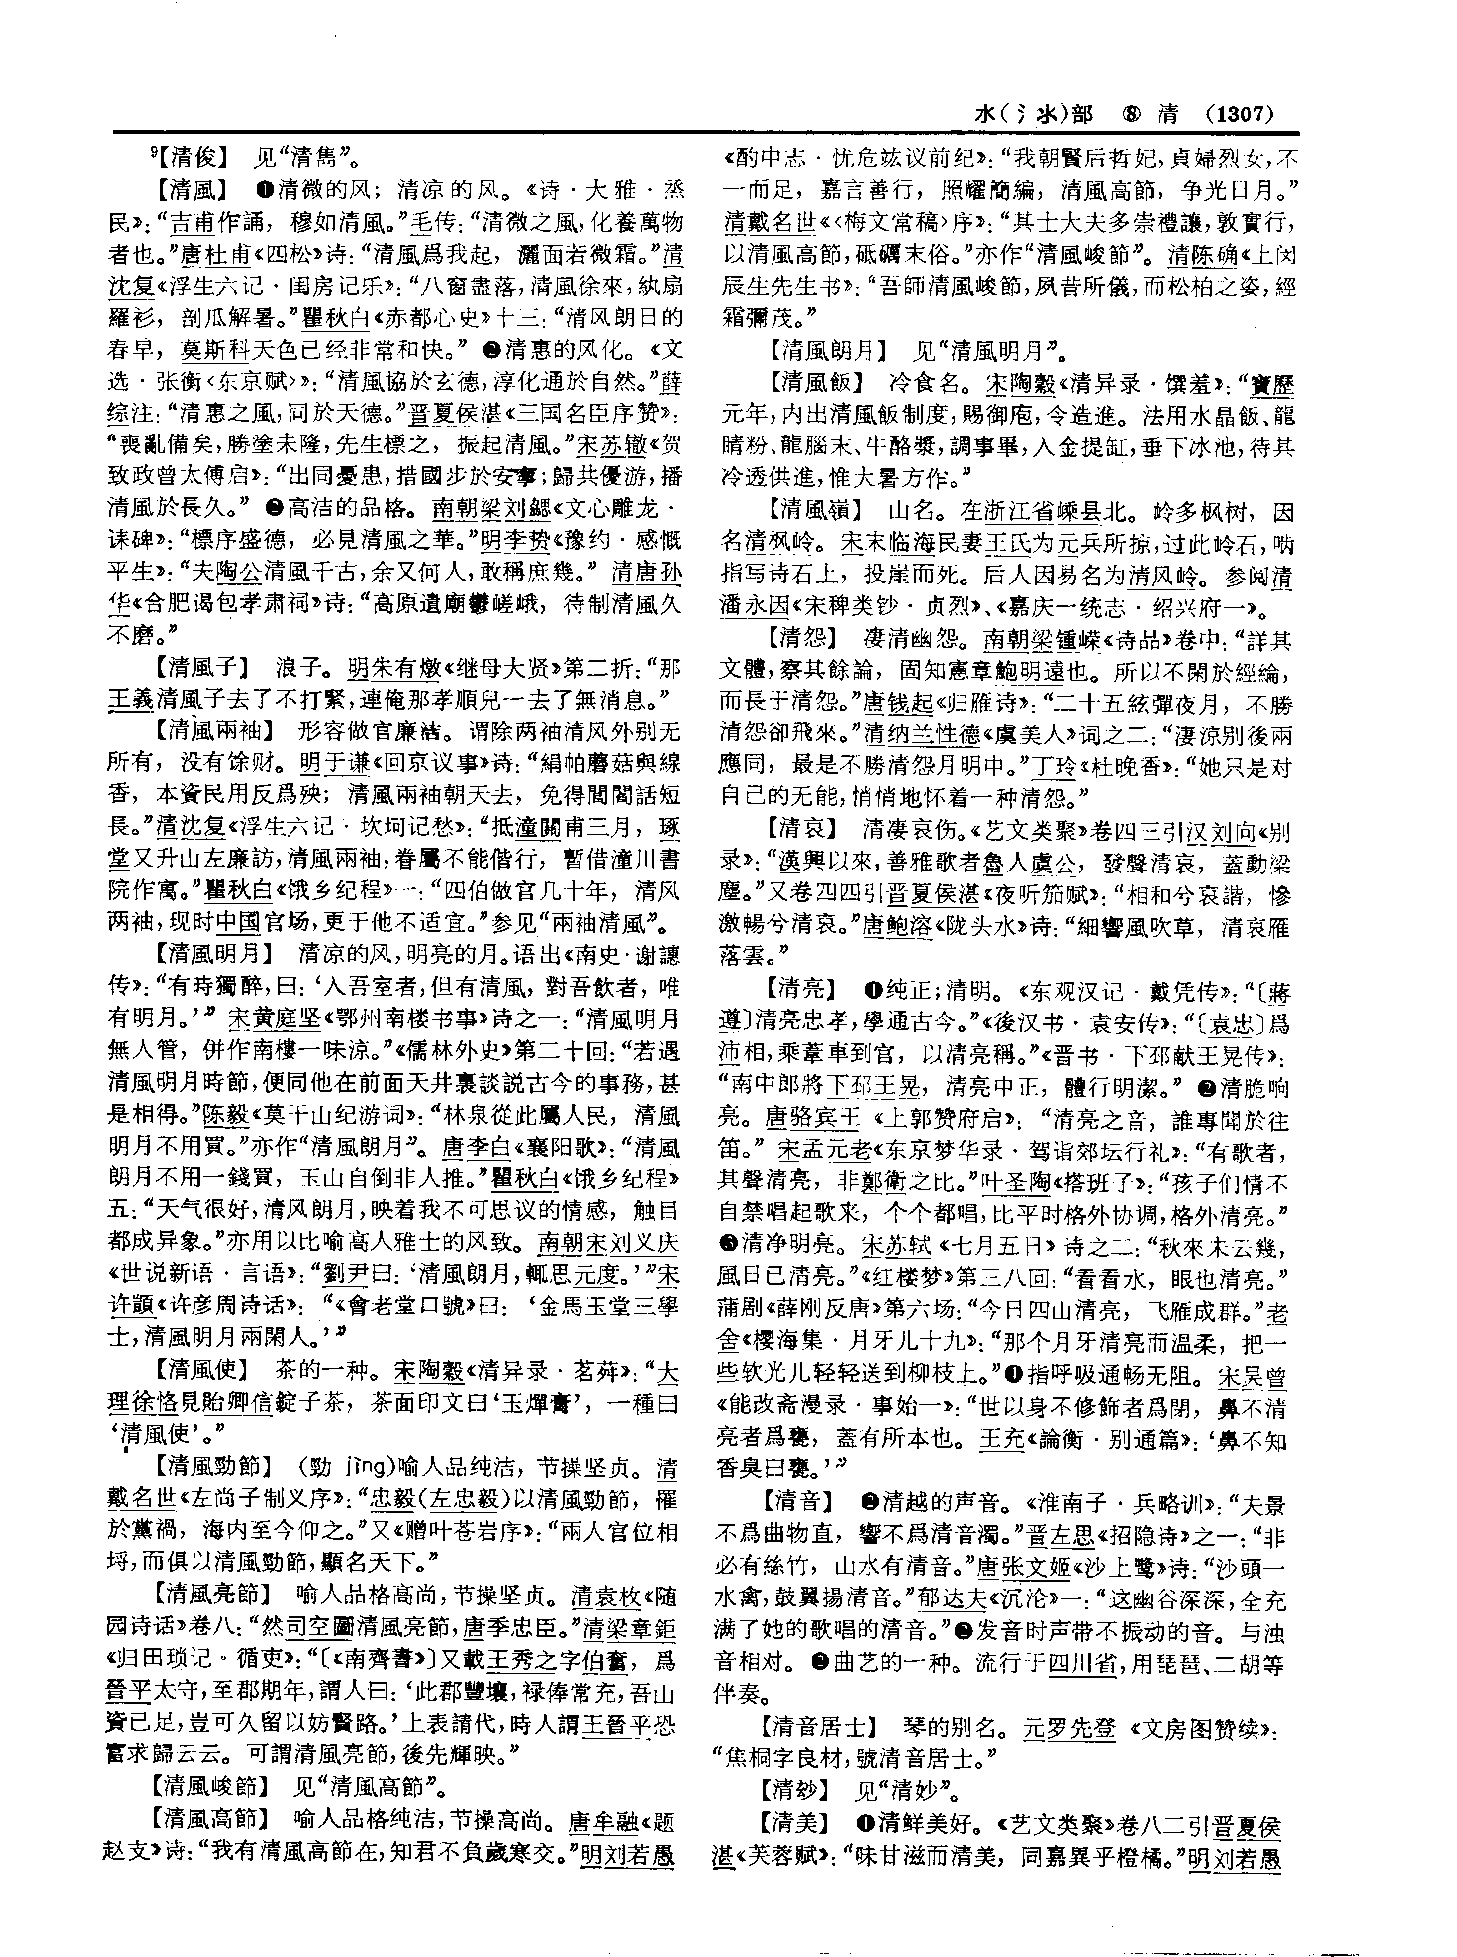 水(氵氺)部　⑧　清　(1307)
⁹【清俊】　见“清雋”。
【清風】　❶清微的风；清凉的风。《诗·大雅·烝
民》：“吉甫作誦，穆如清風。”毛传：“清微之風，化養萬物
者也。”唐杜甫《四松》诗：“清風爲我起，灑面若微霜。”清
沈复《浮生六记·闺房记乐》：“八窗盡落，清風徐來，紈扇
羅衫，剖瓜解暑。”瞿秋白《赤都心史》十三：“清风朗日的
春早，莫斯科天色已经非常和快。”❷清惠的风化。《文
选·张衡〈东京赋〉》：“清風協於玄德，淳化通於自然。”薛
综注：“清惠之風，同於天德。”晋夏侯湛《三国名臣序赞》：
“喪亂備矣，勝塗未隆，先生標之，振起清風。”宋苏辙《贺
致政曾太傅启》：“出同憂患，措國步於安寧；歸共優游，播
清風於長久。”❸高洁的品格。南朝梁刘勰《文心雕龙·
诔碑》：“標序盛德，必見清風之華。”明李贽《豫约·感慨
平生》：“夫陶公清風千古，余又何人，敢稱庶幾。”清唐孙
华《合肥谒包孝肃祠》诗：“高原遺廟鬱嵯峨，待制清風久
不磨。”
【清風子】　浪子。明朱有燉《继母大贤》第二折：“那
王義清風子去了不打緊，連俺那孝順兒一去了無消息。”
【清風兩袖】　形容做官廉洁。谓除两袖清风外别无
所有，没有馀财。明于谦《回京议事》诗：“絹帕蘑菇與線
香，本資民用反爲殃；清風兩袖朝天去，免得閭閻話短
長。”清沈复《浮生六记·坎坷记愁》：“抵潼關甫三月，琢
堂又升山左廉訪，清風兩袖，眷屬不能偕行，暫借潼川書
院作寓。”瞿秋白《饿乡纪程》一：“四伯做官几十年，清风
两袖，现时中国官场，更于他不适宜。”参见“兩袖清風”。
【清風明月】　清凉的风，明亮的月。语出《南史·谢譓
传》：“有時獨醉，曰：‘入吾室者，但有清風，對吾飲者，唯
有明月。’”宋黄庭坚《鄂州南楼书事》诗之一：“清風明月
無人管，併作南樓一味涼。”《儒林外史》第二十回：“若遇
清風明月時節，便同他在前面天井裏談説古今的事務，甚
是相得。”陈毅《莫干山纪游词》：“林泉從此屬人民，清風
明月不用買。”亦作“清風朗月”。唐李白《襄阳歌》：“清風
朗月不用一錢買，玉山自倒非人推。”瞿秋白《饿乡纪程》
五：“天气很好，清风朗月，映着我不可思议的情感，触目
都成异象。”亦用以比喻高人雅士的风致。南朝宋刘义庆
《世说新语·言语》：“劉尹曰：‘清風朗月，輒思元度。’”宋
许顗《许彦周诗话》：“《會老堂口號》曰：‘金馬玉堂三學
士，清風明月兩閑人。’”
【清風使】　茶的一种。宋陶穀《清异录·茗荈》：“大
理徐恪見貽卿信鋌子茶，茶面印文曰‘玉蟬膏’，一種曰
‘清風使’。”
【清風勁節】　(勁 jìng)喻人品纯洁，节操坚贞。清
戴名世《左尚子制义序》：“忠毅(左忠毅)以清風勁節，罹
於黨禍，海内至今仰之。”又《赠叶苍岩序》：“兩人官位相
埒，而俱以清風勁節，顯名天下。”
【清風亮節】　喻人品格高尚，节操坚贞。清袁枚《随
园诗话》卷八：“然司空圖清風亮節，唐季忠臣。”清梁章鉅
《归田琐记·循吏》：“〔《南齊書》〕又載王秀之字伯奮，爲
晉平太守，至郡期年，謂人曰：‘此郡豐壤，禄俸常充，吾山
資已足，豈可久留以妨賢路。’上表請代，時人謂王晉平恐
富求歸云云。可謂清風亮節，後先輝映。”
【清風峻節】　见“清風高節”。
【清風高節】　喻人品格纯洁，节操高尚。唐牟融《题
赵支》诗：“我有清風高節在，知君不負歲寒交。”明刘若愚
《酌中志·忧危竑议前纪》：“我朝賢后哲妃，貞婦烈女，不
一而足，嘉言善行，照耀簡編，清風高節，争光日月。”
清戴名世《〈梅文常稿〉序》：“其士大夫多崇禮讓，敦實行，
以清風高節，砥礪末俗。”亦作“清風峻節”。清陈确《上闵
辰生先生书》：“吾師清風峻節，夙昔所儀，而松柏之姿，經
霜彌茂。”
【清風朗月】　见“清風明月”。
【清風飯】　冷食名。宋陶穀《清异录·馔羞》：“寶歷
元年，内出清風飯制度，賜御庖，令造進。法用水晶飯、龍
睛粉、龍腦末、牛酪漿，調事畢，入金提缸，垂下冰池，待其
冷透供進，惟大暑方作。”
【清風嶺】　山名。在浙江省嵊县北。岭多枫树，因
名清枫岭。宋末临海民妻王氏为元兵所掠，过此岭石，啮
指写诗石上，投崖而死。后人因易名为清风岭。参阅清
潘永因《宋稗类钞·贞烈》、《嘉庆一统志·绍兴府一》。
【清怨】　凄清幽怨。南朝梁锺嵘《诗品》卷中：“詳其
文體，察其餘論，固知憲章鮑明遠也。所以不閑於經綸，
而長于清怨。”唐钱起《归雁诗》：“二十五絃彈夜月，不勝
清怨卻飛來。”清纳兰性德《虞美人》词之二：“淒涼别後兩
應同，最是不勝清怨月明中。”丁玲《杜晚香》：“她只是对
自己的无能，悄悄地怀着一种清怨。”
【清哀】　清凄哀伤。《艺文类聚》卷四三引汉刘向《别
录》：“漢興以來，善雅歌者魯人虞公，發聲清哀，蓋動梁
塵。”又卷四四引晋夏侯湛《夜听笳赋》：“相和兮哀諧，慘
激暢兮清哀。”唐鲍溶《陇头水》诗：“細響風吹草，清哀雁
落雲。”
【清亮】　❶纯正；清明。《东观汉记·戴凭传》：“〔蔣
遵〕清亮忠孝，學通古今。”《後汉书·袁安传》：“〔袁忠〕爲
沛相，乘葦車到官，以清亮稱。”《晋书·下邳献王晃传》：
“南中郎將下邳王晃，清亮中正，體行明潔。”❷清脆响
亮。唐骆宾王《上郭赞府启》：“清亮之音，誰專聞於往
笛。”宋孟元老《东京梦华录·驾诣郊坛行礼》：“有歌者，
其聲清亮，非鄭衛之比。”叶圣陶《搭班子》：“孩子们情不
自禁唱起歌来，个个都唱，比平时格外协调，格外清亮。”
❸清净明亮。宋苏轼《七月五日》诗之二：“秋來未云幾，
風日已清亮。”《红楼梦》第三八回：“看看水，眼也清亮。”
蒲剧《薛刚反唐》第六场：“今日四山清亮，飞雁成群。”老
舍《樱海集·月牙儿十九》：“那个月牙清亮而温柔，把一
些软光儿轻轻送到柳枝上。”❹指呼吸通畅无阻。宋吴曾
《能改斋漫录·事始一》：“世以身不修飾者爲閉，鼻不清
亮者爲甕，蓋有所本也。王充《論衡·别通篇》：‘鼻不知
香臭曰甕。’”
【清音】　❶清越的声音。《淮南子·兵略训》：“夫景
不爲曲物直，響不爲清音濁。”晋左思《招隐诗》之一：“非
必有絲竹，山水有清音。”唐张文姬《沙上鹭》诗：“沙頭一
水禽，鼓翼揚清音。”郁达夫《沉沦》一：“这幽谷深深，全充
满了她的歌唱的清音。”❷发音时声带不振动的音。与浊
音相对。❸曲艺的一种。流行于四川省，用琵琶、二胡等
伴奏。
【清音居士】　琴的别名。元罗先登《文房图赞续》：
“焦桐字良材，號清音居士。”
【清玅】　见“清妙”。
【清美】　❶清鲜美好。《艺文类聚》卷八二引晋夏侯
湛《芙蓉赋》：“味甘滋而清美，同嘉異乎橙橘。”明刘若愚